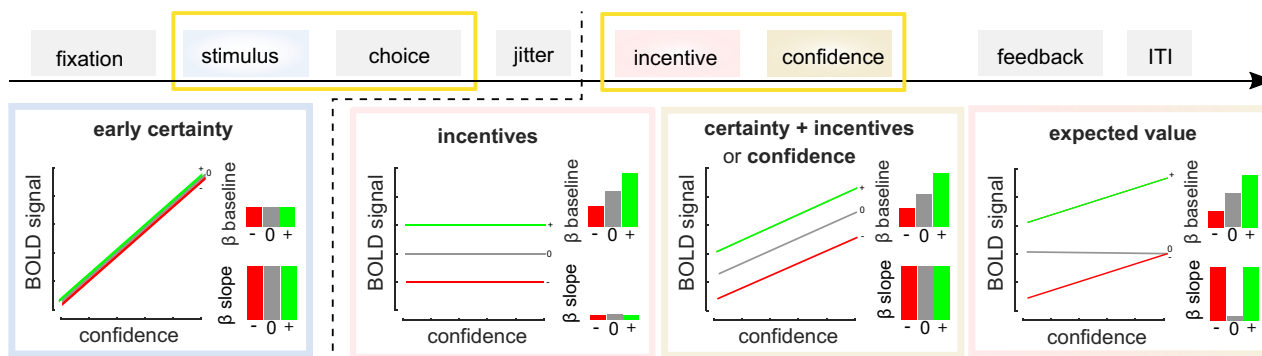 fixation
stimulus
choice
jitter
incentive
confidence
feedback
ITI
early certainty
BOLD signal
confidence
+
0
-
β baseline
- 0 +
β slope
- 0 +
incentives
BOLD signal
confidence
+
0
-
β baseline
- 0 +
β slope
- 0 +
certainty + incentives
or confidence
BOLD signal
confidence
+
0
-
β baseline
- 0 +
β slope
- 0 +
expected value
BOLD signal
confidence
+
0
-
β baseline
- 0 +
β slope
- 0 +